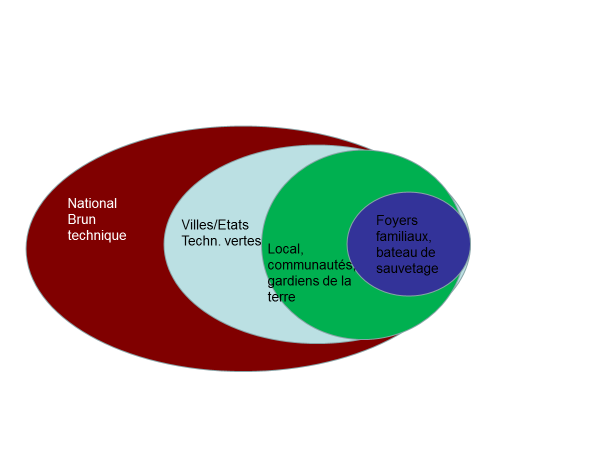 National
Brun
technique
Villes/Etats
Techn. vertes
Local,
communautés,
gardiens de la
terre
Foyers
familiaux,
bateau de
sauvetage